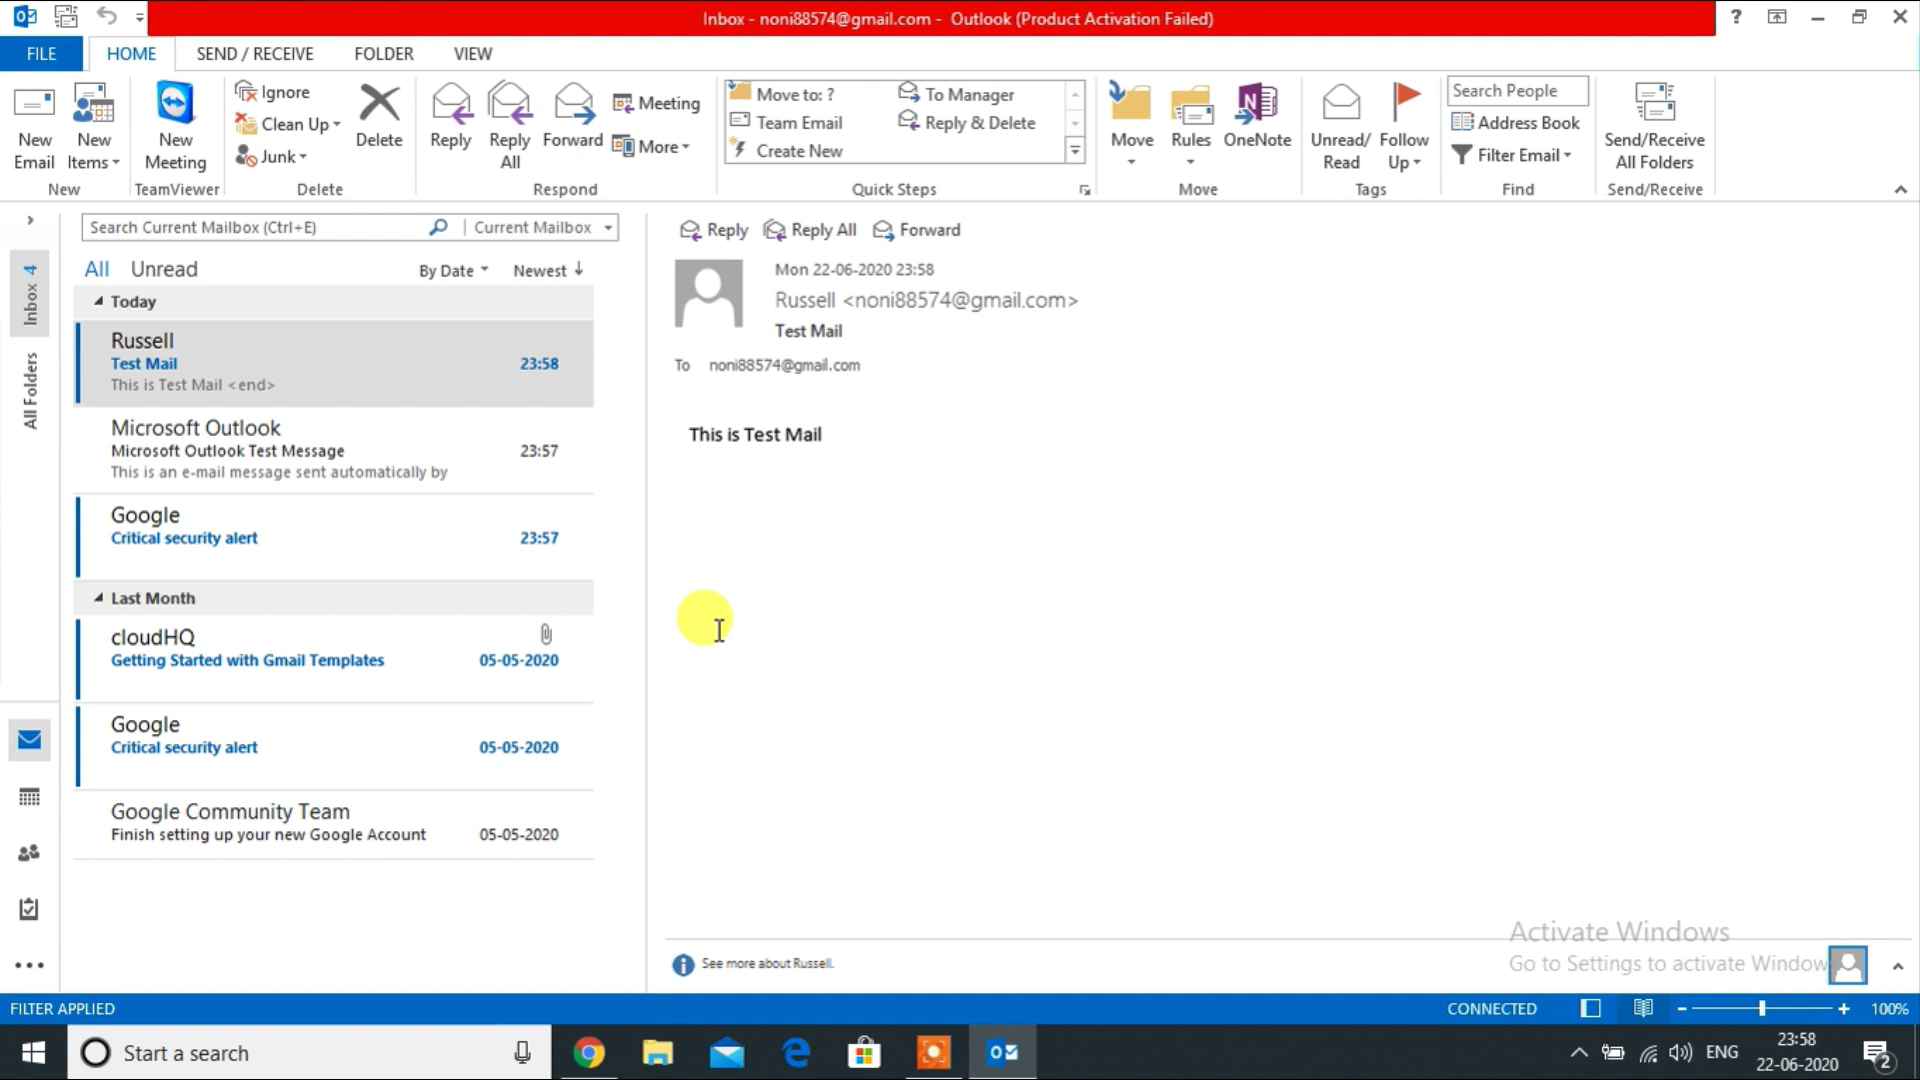 Inbox - noni88574@gmail.com - Outlook (Product Activation Failed)
?
FILE HOME SEND / RECEIVE FOLDER VIEW
New Email
New Items
New
New Meeting
TeamViewer
Ignore
Clean Up
Junk
Delete
Delete
Reply
Reply All
Forward
Meeting
More
Respond
Move to: ?
Team Email
Create New
To Manager
Reply & Delete
Quick Steps
Move
Rules
OneNote
Move
Unread/ Read
Follow Up
Tags
Search People
Address Book
Filter Email
Find
Send/Receive All Folders
Send/Receive
Inbox 4
All Folders
Search Current Mailbox (Ctrl+E)
Current Mailbox
All Unread
By Date Newest
Today
Russell
Test Mail 23:58
This is Test Mail <end>
Microsoft Outlook
Microsoft Outlook Test Message 23:57
This is an e-mail message sent automatically by
Google
Critical security alert 23:57
Last Month
cloudHQ
Getting Started with Gmail Templates 05-05-2020
Google
Critical security alert 05-05-2020
Google Community Team
Finish setting up your new Google Account 05-05-2020
Reply Reply All Forward
Mon 22-06-2020 23:58
Russell <noni88574@gmail.com>
Test Mail
To noni88574@gmail.com
This is Test Mail
See more about Russell.
Activate Windows
Go to Settings to activate Window
FILTER APPLIED
CONNECTED
100%
Start a search
ENG
23:58
22-06-2020
2